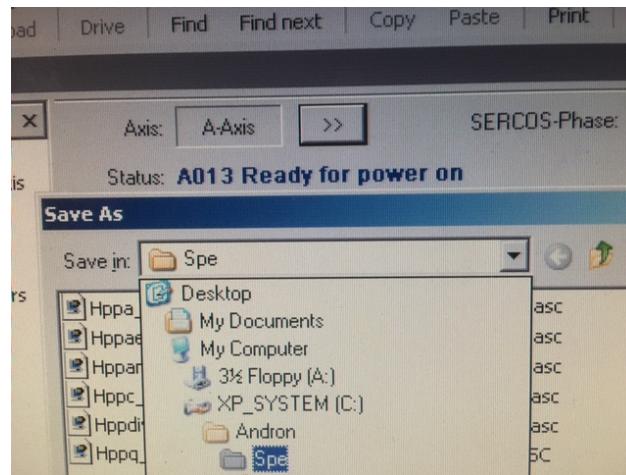 Drive Find Find next Copy Paste Print
Axis: A-Axis >> SERCOS-Phase:
Status: A013 Ready for power on
Save As
Save in: Spe
Desktop
My Documents
My Computer
3½ Floppy (A:)
XP_SYSTEM (C:)
Andron
Spe
Hppa_ asc
Hppae asc
Hppar asc
Hppc_ asc
Hppdi asc
Hppq_ SC